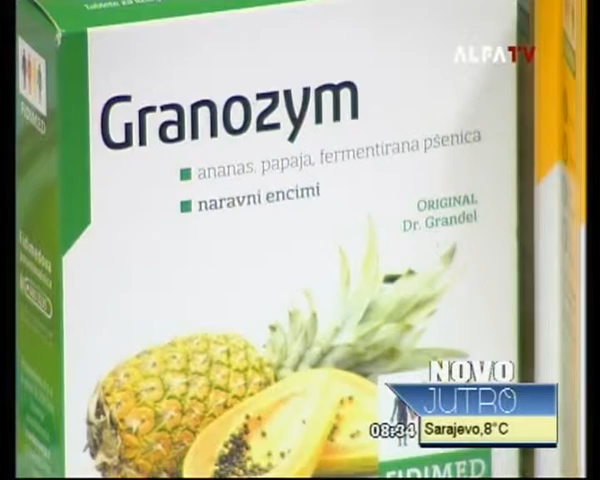 ALFA TV
FIDIMED
Granozym
ananas, papaja, fermentirana pšenica
naravni encimi
ORIGINAL
Dr. Grandel
NOVO
JUTRO
08:34
Sarajevo,8°C
FIDIMED